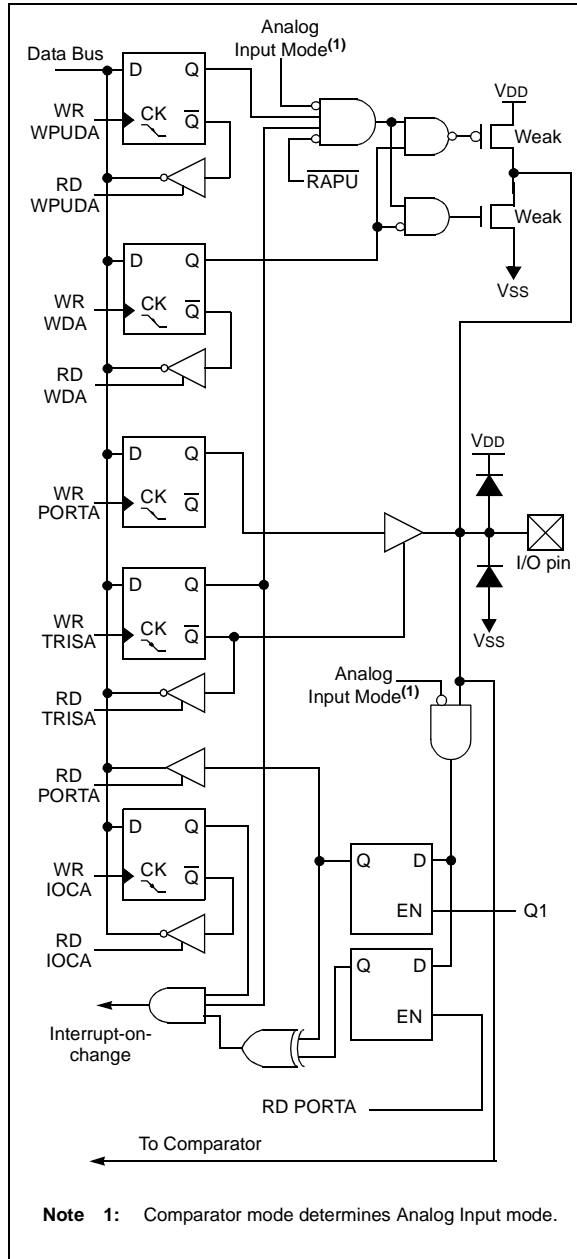 Analog
Input Mode(1)
Data Bus
D Q
WR
WPUDA
CK Q
RD
WPUDA
RAPU
VDD
Weak
Weak
VSS
D Q
WR
WDA
CK Q
RD
WDA
D Q
WR
PORTA
CK Q
VDD
I/O pin
VSS
D Q
WR
TRISA
CK Q
RD
TRISA
Analog
Input Mode(1)
RD
PORTA
D Q
WR
IOCA
CK Q
RD
IOCA
Q D
EN
Q1
Q D
EN
Interrupt-on-
change
RD PORTA
To Comparator
Note 1: Comparator mode determines Analog Input mode.